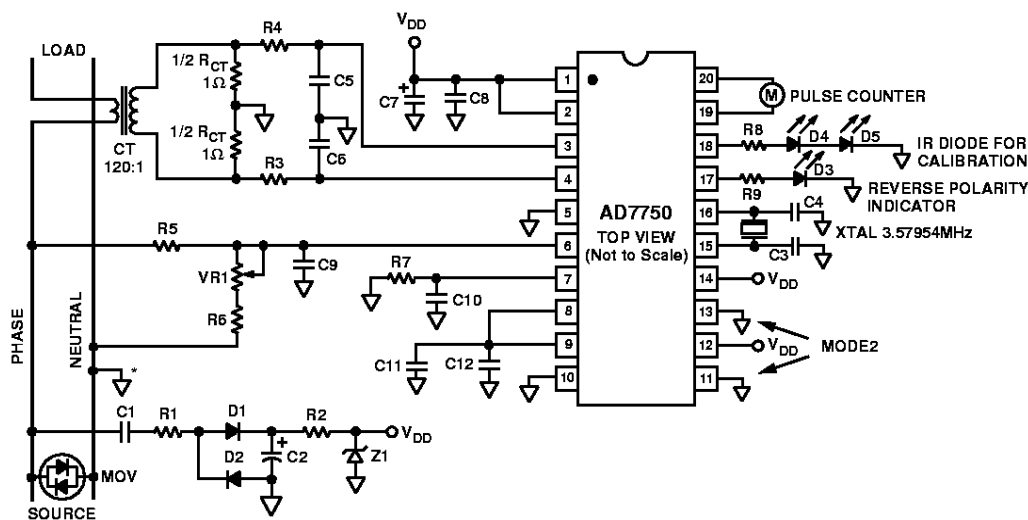 LOAD
R4
1/2 RCT
1Ω
C5
CT
120:1
1/2 RCT
1Ω
C6
R3
VDD
C7
C8
R5
VR1
R6
C9
R7
C10
C11
C12
PHASE
NEUTRAL
*
C1
R1
D1
D2
C2
R2
Z1
VDD
MOV
SOURCE
AD7750
TOP VIEW
(Not to Scale)
1
2
3
4
5
6
7
8
9
10
20
19
18
17
16
15
14
13
12
11
M
PULSE COUNTER
R8
D4
D5
IR DIODE FOR
CALIBRATION
D3
R9
REVERSE POLARITY
INDICATOR
C4
XTAL 3.57954MHz
C3
VDD
VDD
MODE2
+
+